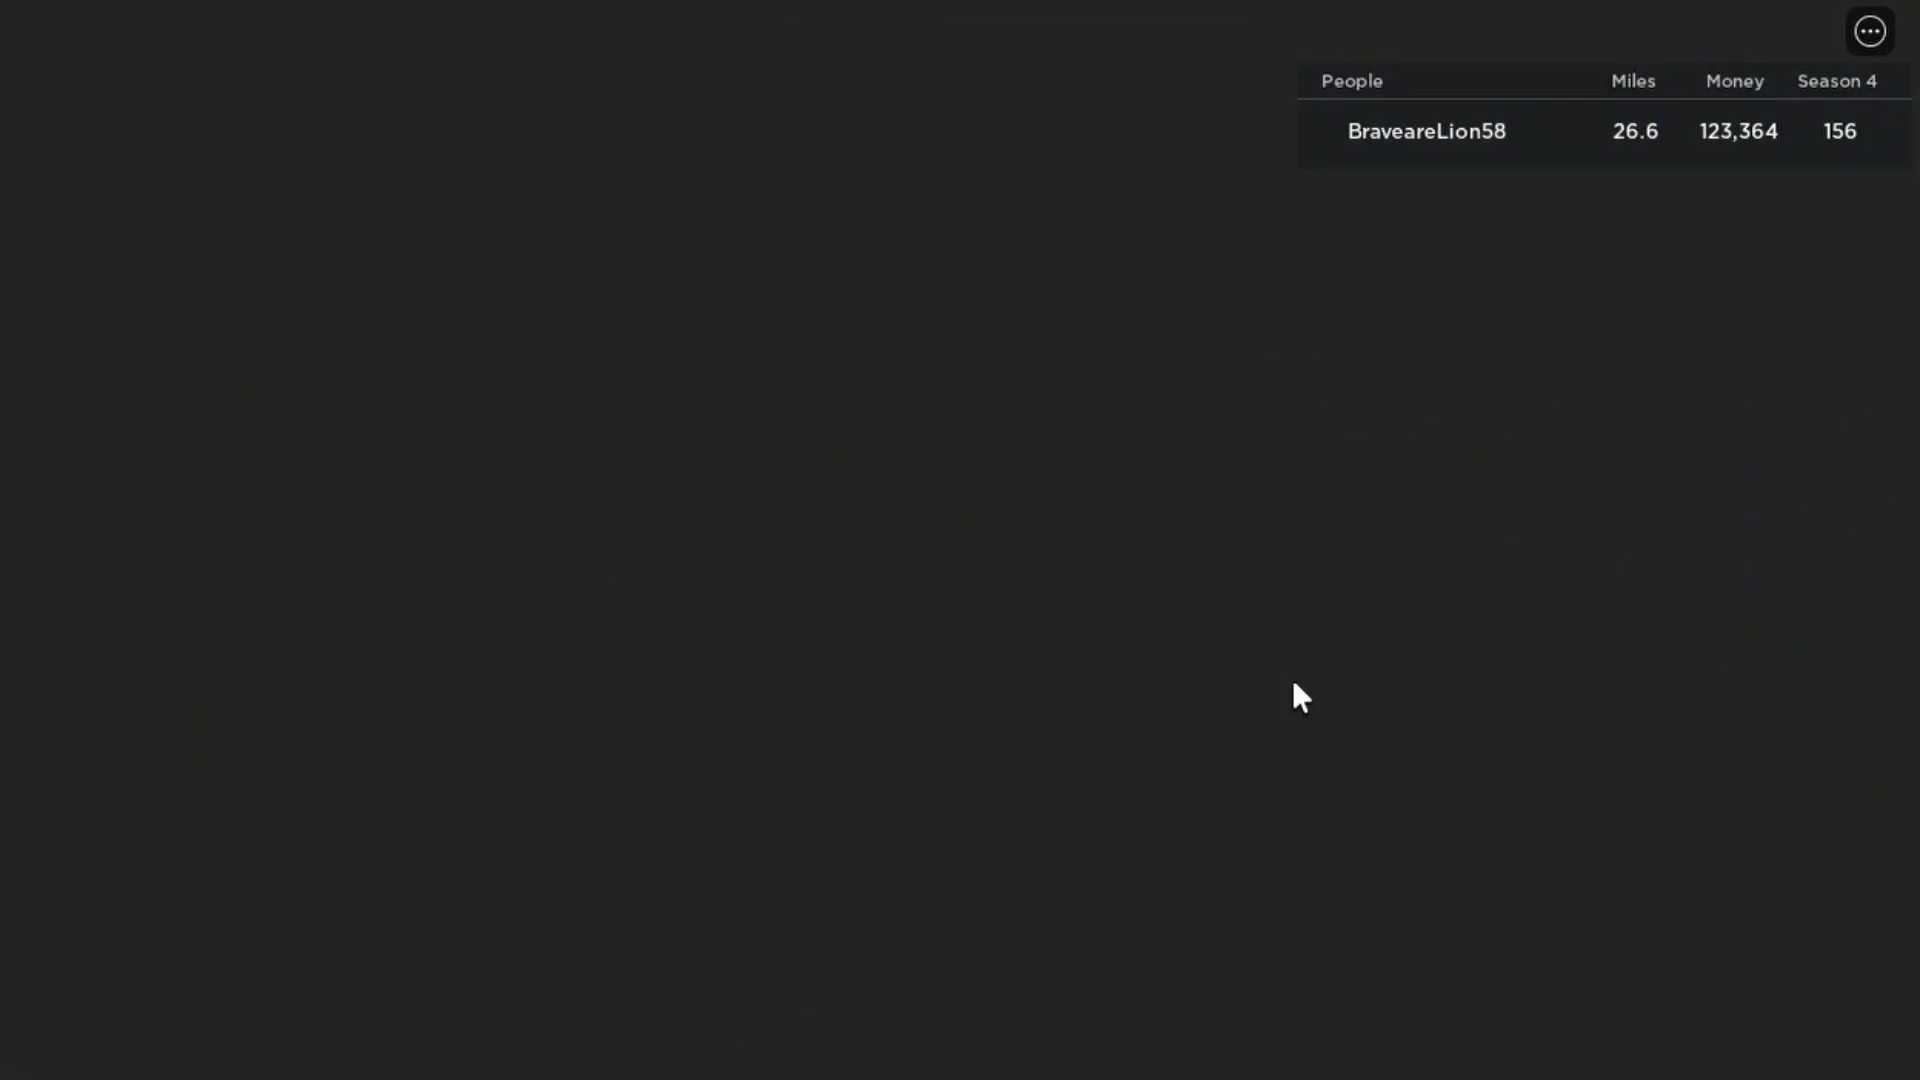 People Miles Money Season 4
BraveareLion58 26.6 123,364 156